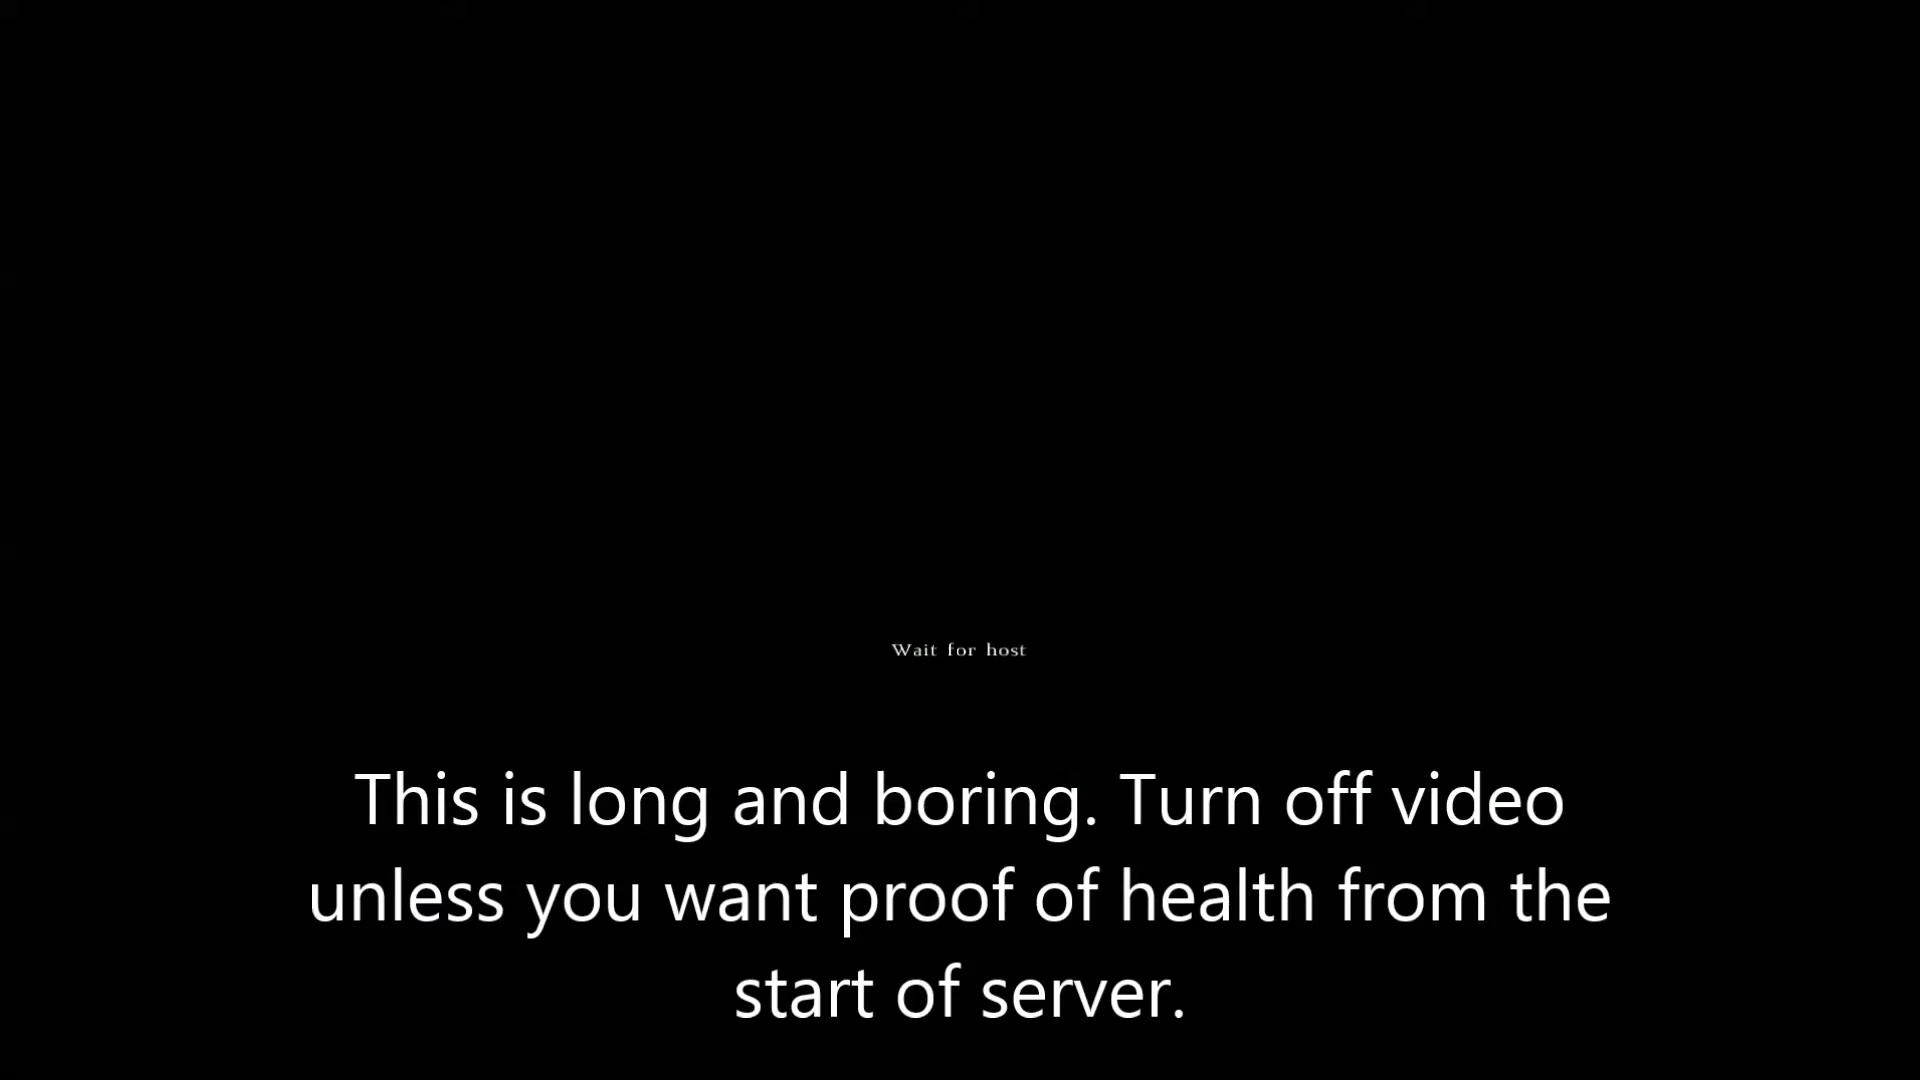 Wait for host
This is long and boring. Turn off video
unless you want proof of health from the
start of server.